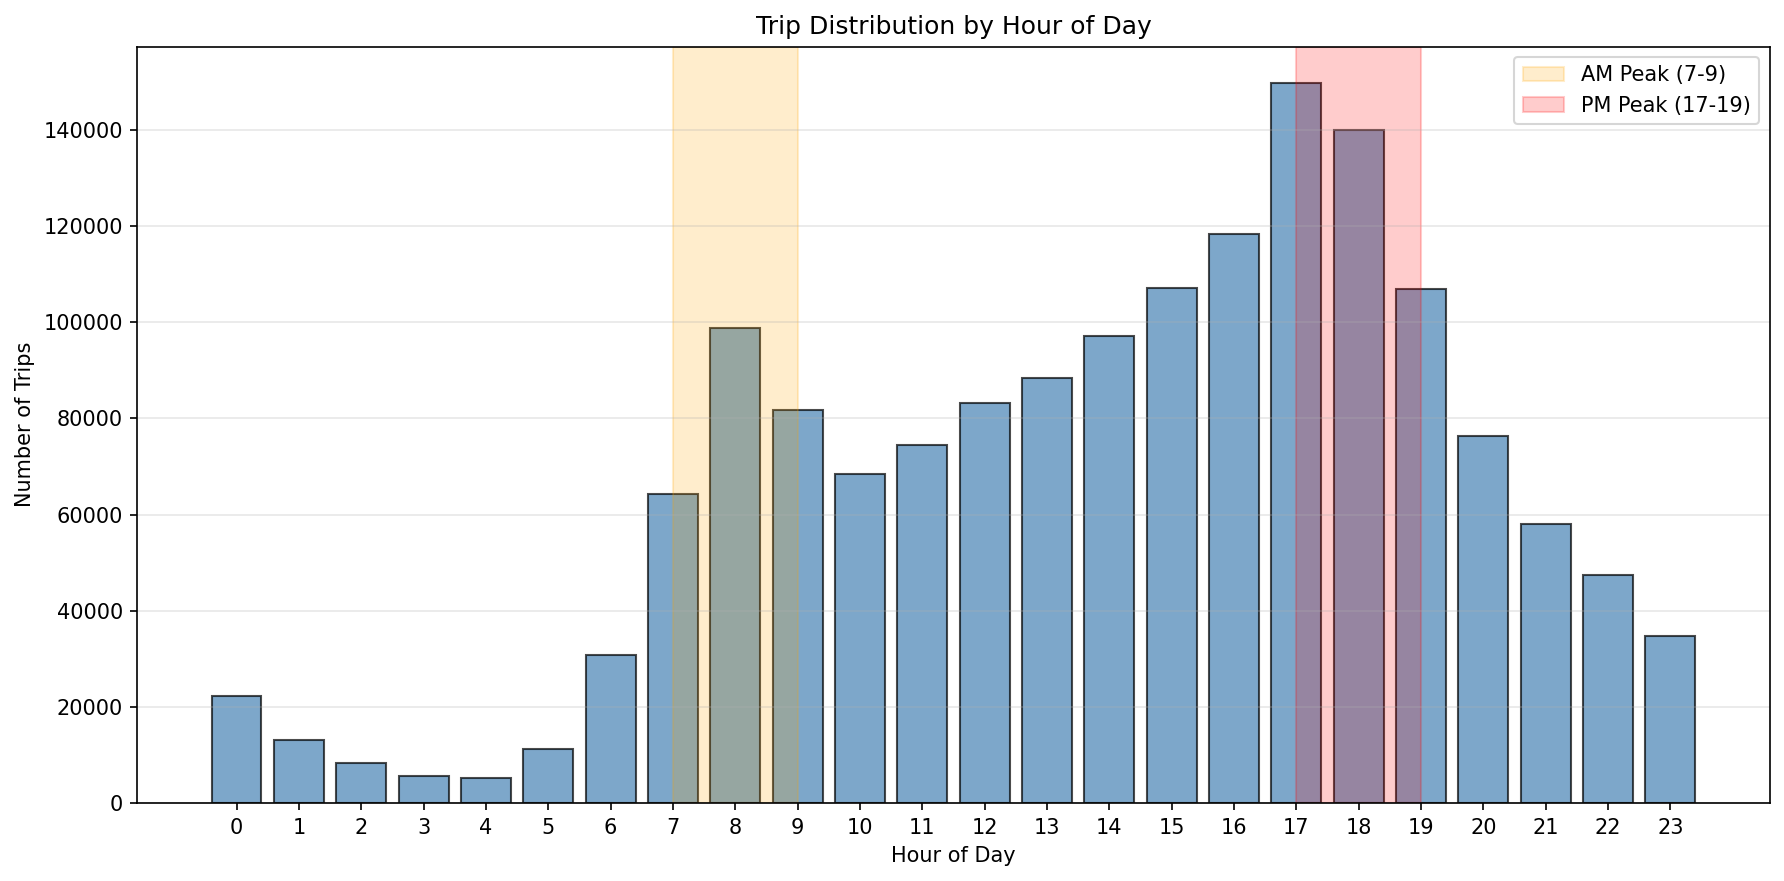 Trip Distribution by Hour of Day
AM Peak (7-9)
PM Peak (17-19)
Number of Trips
140000
120000
100000
80000
60000
40000
20000
0
0 1 2 3 4 5 6 7 8 9 10 11 12 13 14 15 16 17 18 19 20 21 22 23
Hour of Day